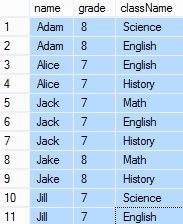 name grade className
1 Adam 8 Science
2 Adam 8 English
3 Alice 7 English
4 Alice 7 History
5 Jack 7 Math
6 Jack 7 English
7 Jack 7 History
8 Jake 8 Math
9 Jake 8 History
10 Jill 7 Science
11 Jill 7 English